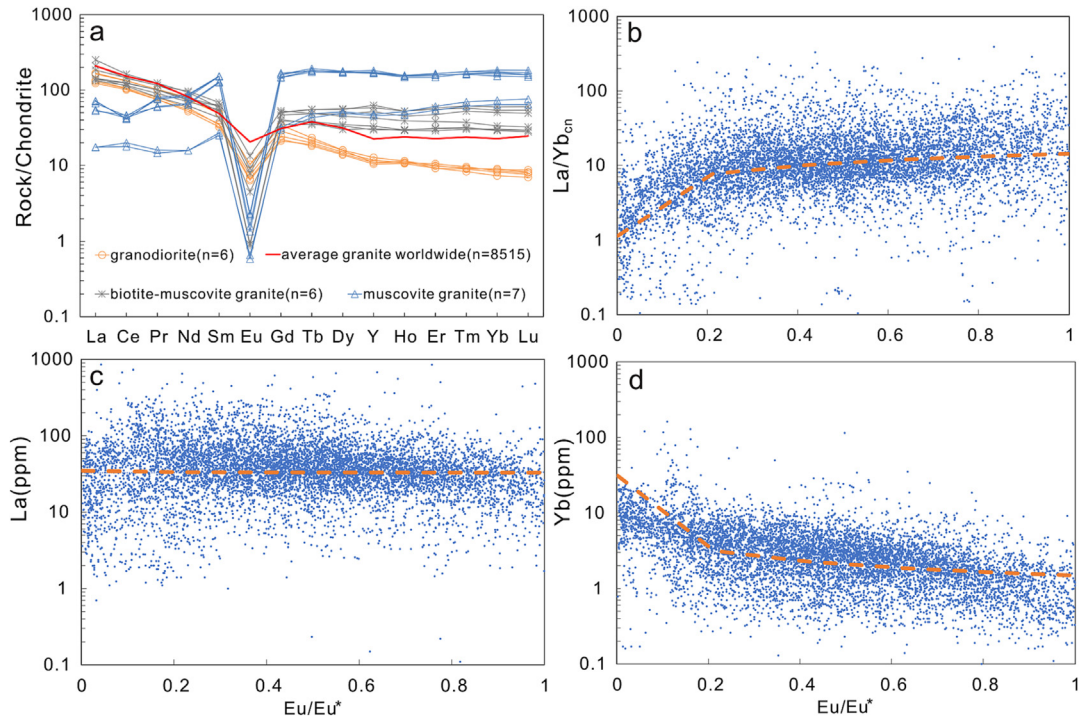 a
Rock/Chondrite
1000
100
10
1
0.1
granodiorite(n=6)
average granite worldwide(n=8515)
biotite-muscovite granite(n=6)
muscovite granite(n=7)
La Ce Pr Nd Sm Eu Gd Tb Dy Y Ho Er Tm Yb Lu
b
La/Ybcn
1000
100
10
1
0.1
0 0.2 0.4 0.6 0.8 1
c
La(ppm)
1000
100
10
1
0.1
0 0.2 0.4 0.6 0.8 1
Eu/Eu*
d
Yb(ppm)
1000
100
10
1
0.1
0 0.2 0.4 0.6 0.8 1
Eu/Eu*